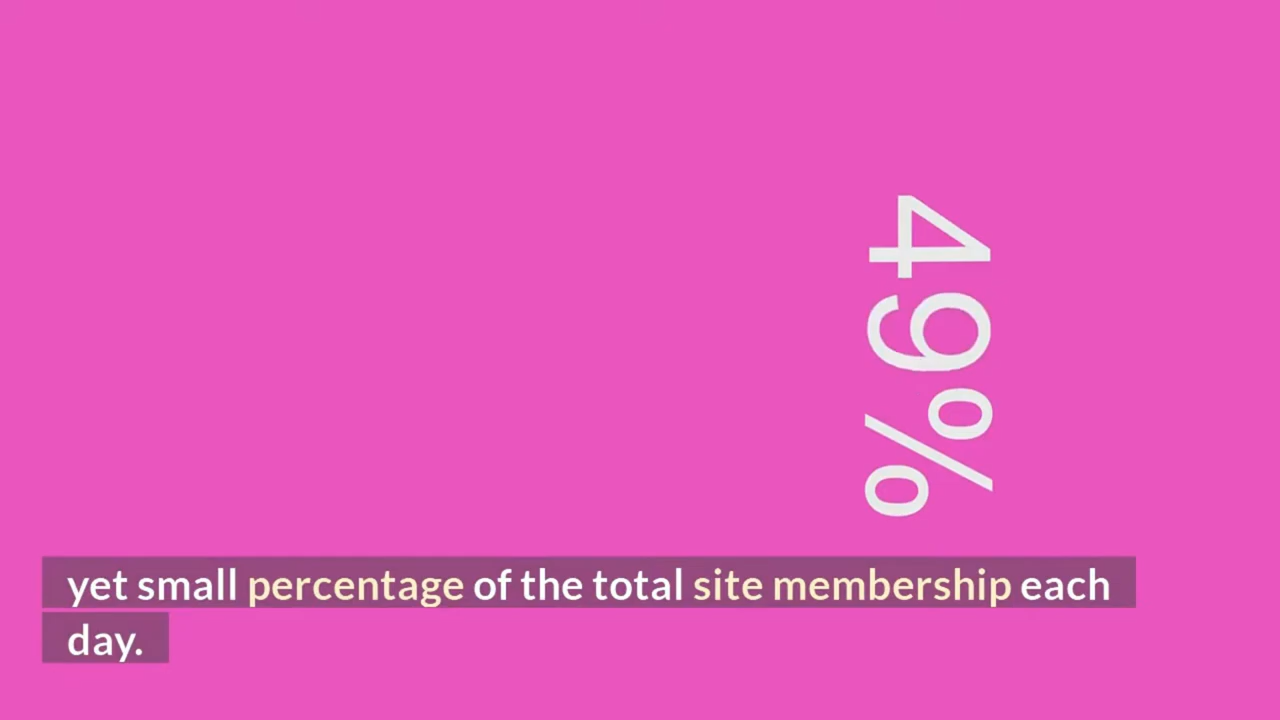 49%
yet small percentage of the total site membership each
day.